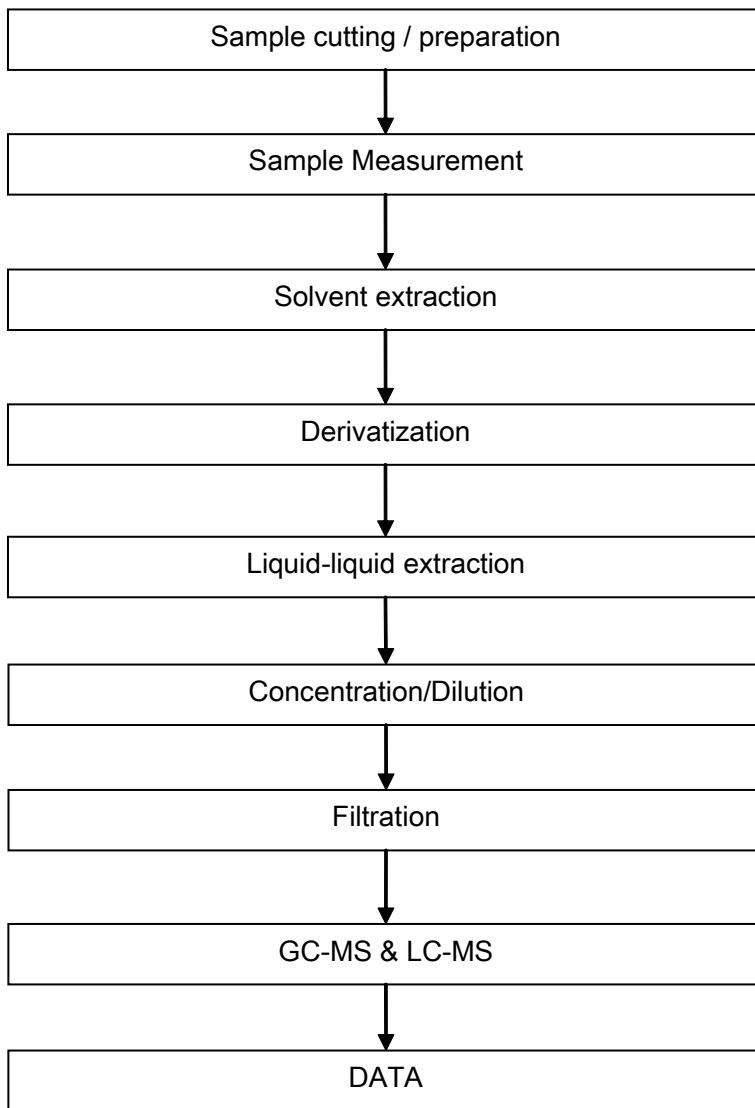 Sample cutting / preparation
Sample Measurement
Solvent extraction
Derivatization
Liquid-liquid extraction
Concentration/Dilution
Filtration
GC-MS & LC-MS
DATA